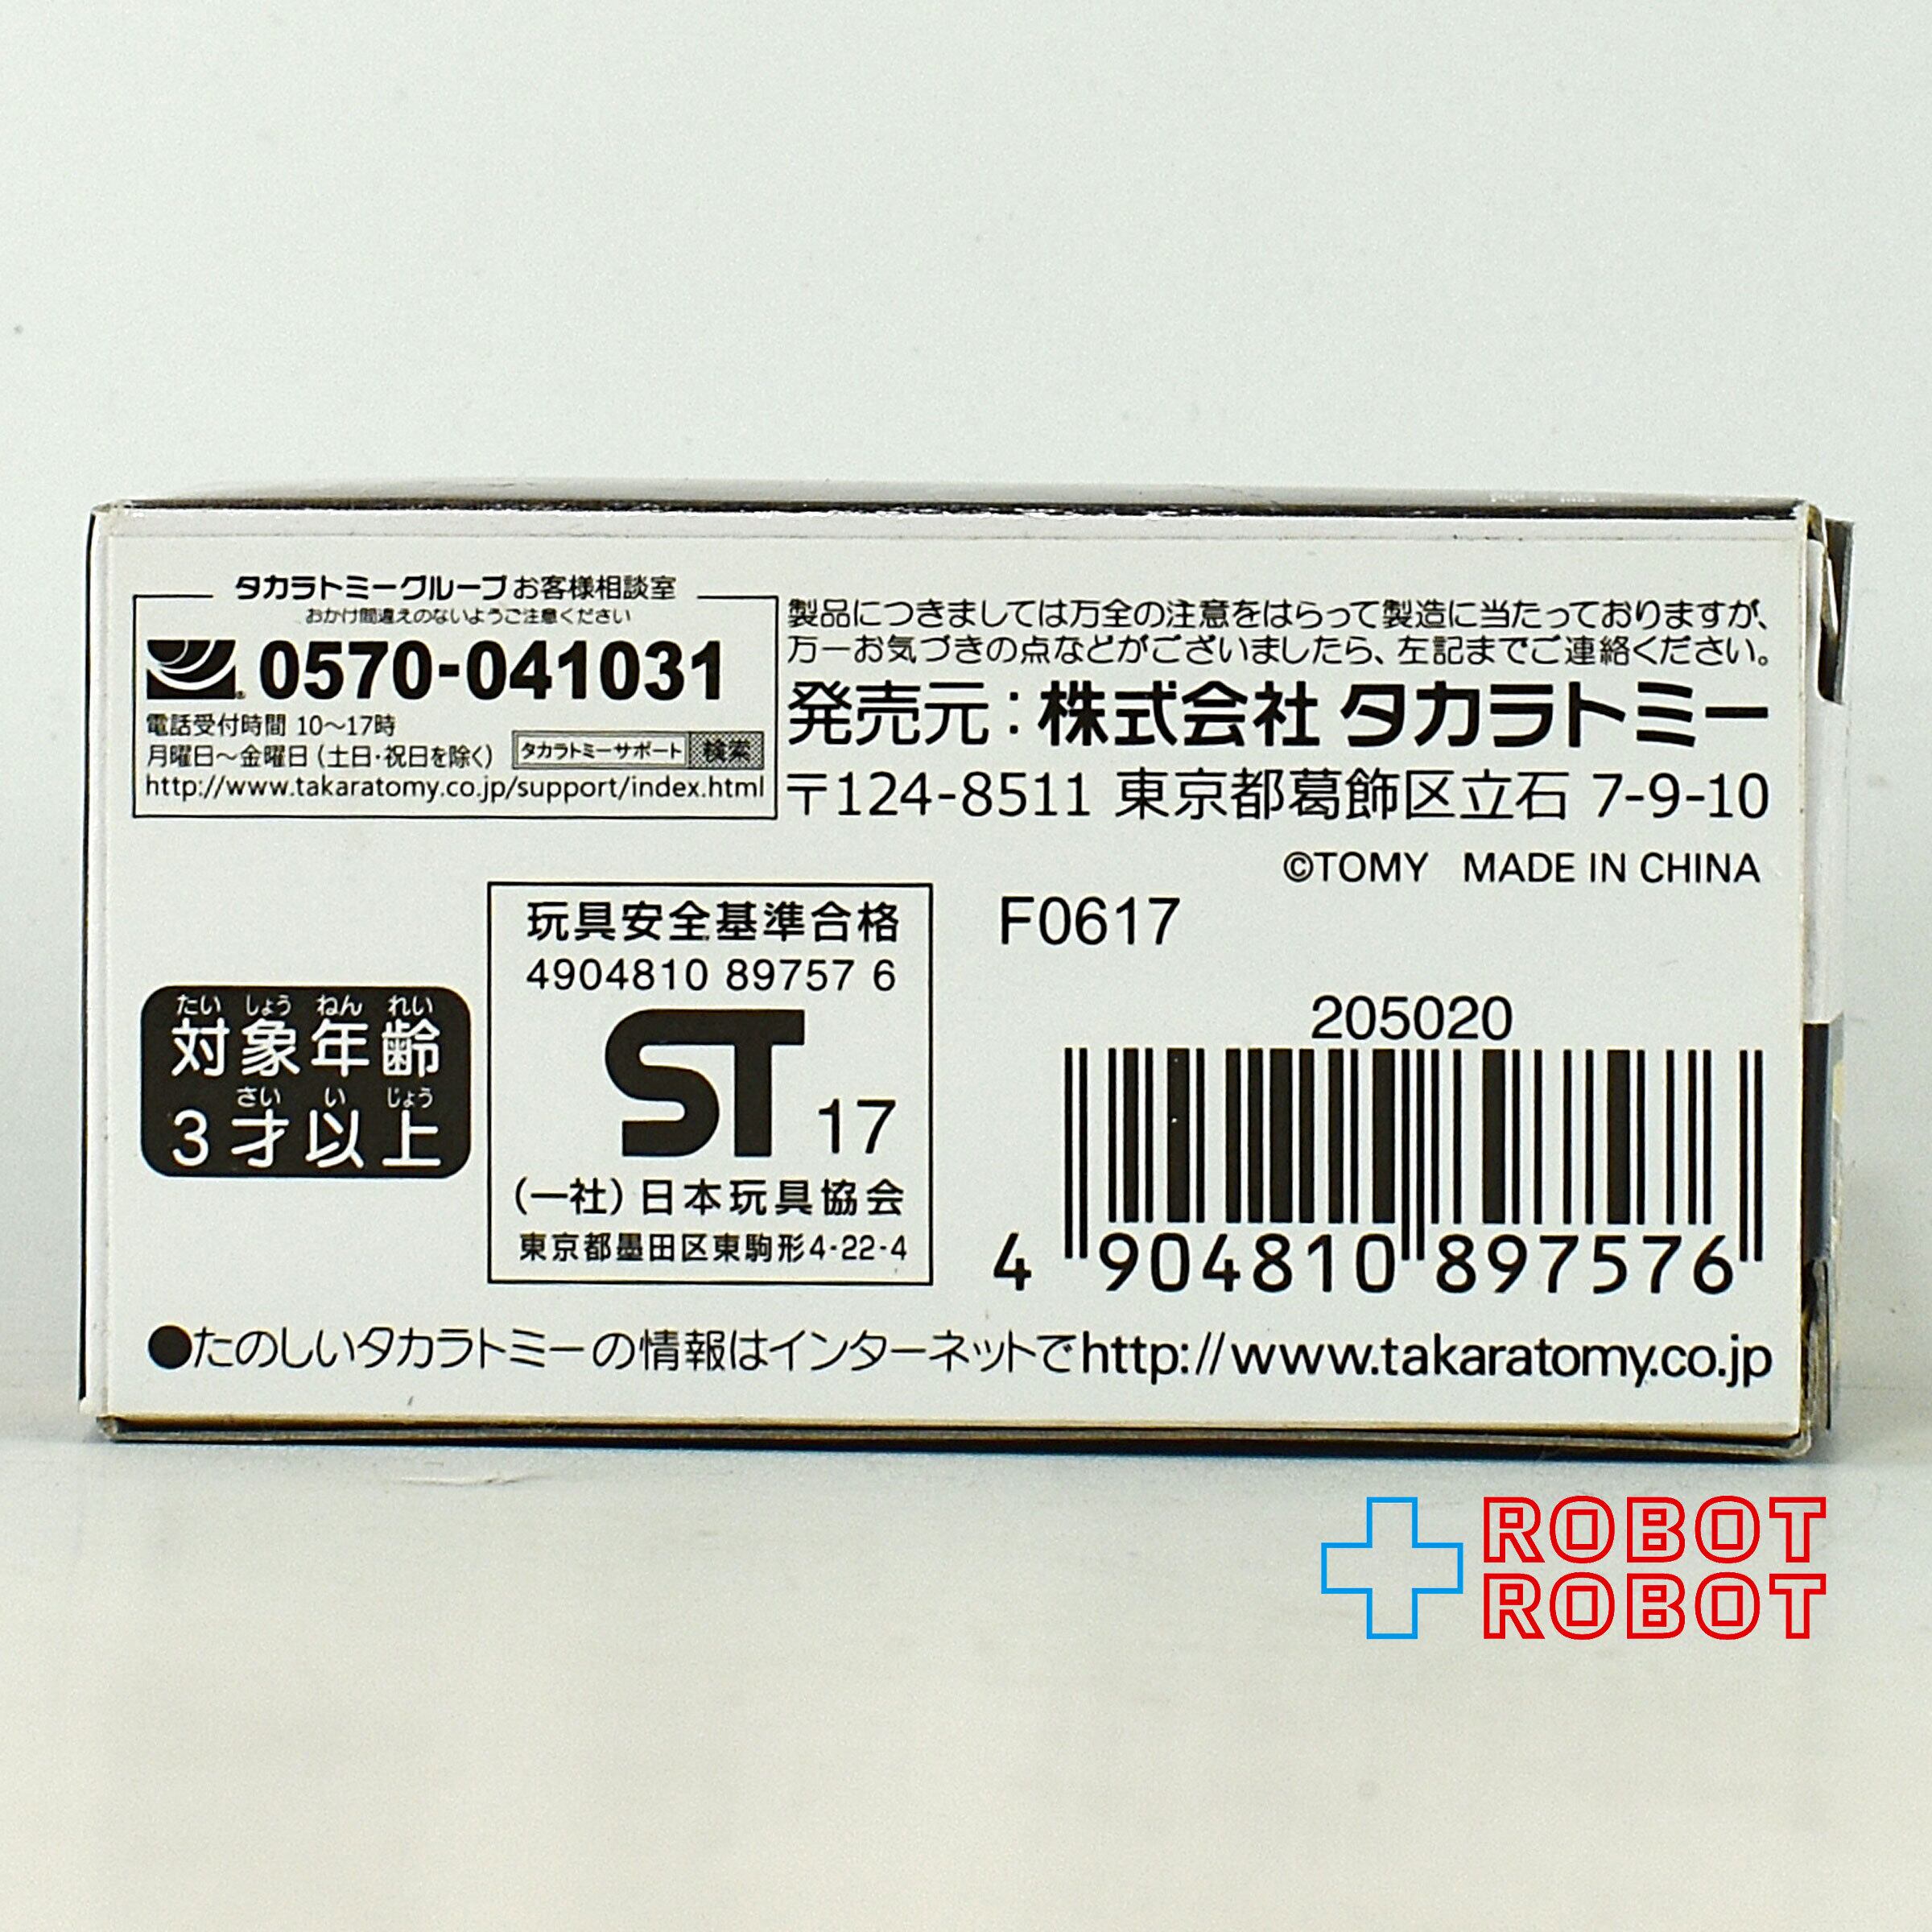 タカラトミーグループ お客様相談室
おかけ間違えのないようご注意ください
0570-041031
電話受付時間 10〜17時
月曜日〜金曜日（土日・祝日を除く）
タカラトミーサポート 検索
http://www.takaratomy.co.jp/support/index.html
製品につきましては万全の注意をはらって製造に当たっておりますが、
万一お気づきの点などがございましたら、左記までご連絡ください。
発売元：株式会社 タカラトミー
〒124-8511 東京都葛飾区立石 7-9-10
©TOMY MADE IN CHINA
たい しょう ねん れい
対象年齢
さい い じょう
3才以上
玩具安全基準合格
4904810 89757 6
ST 17
（一社）日本玩具協会
東京都墨田区東駒形4-22-4
F0617
205020
4 904810 897576
●たのしいタカラトミーの情報はインターネットでhttp://www.takaratomy.co.jp
ROBOT
ROBOT